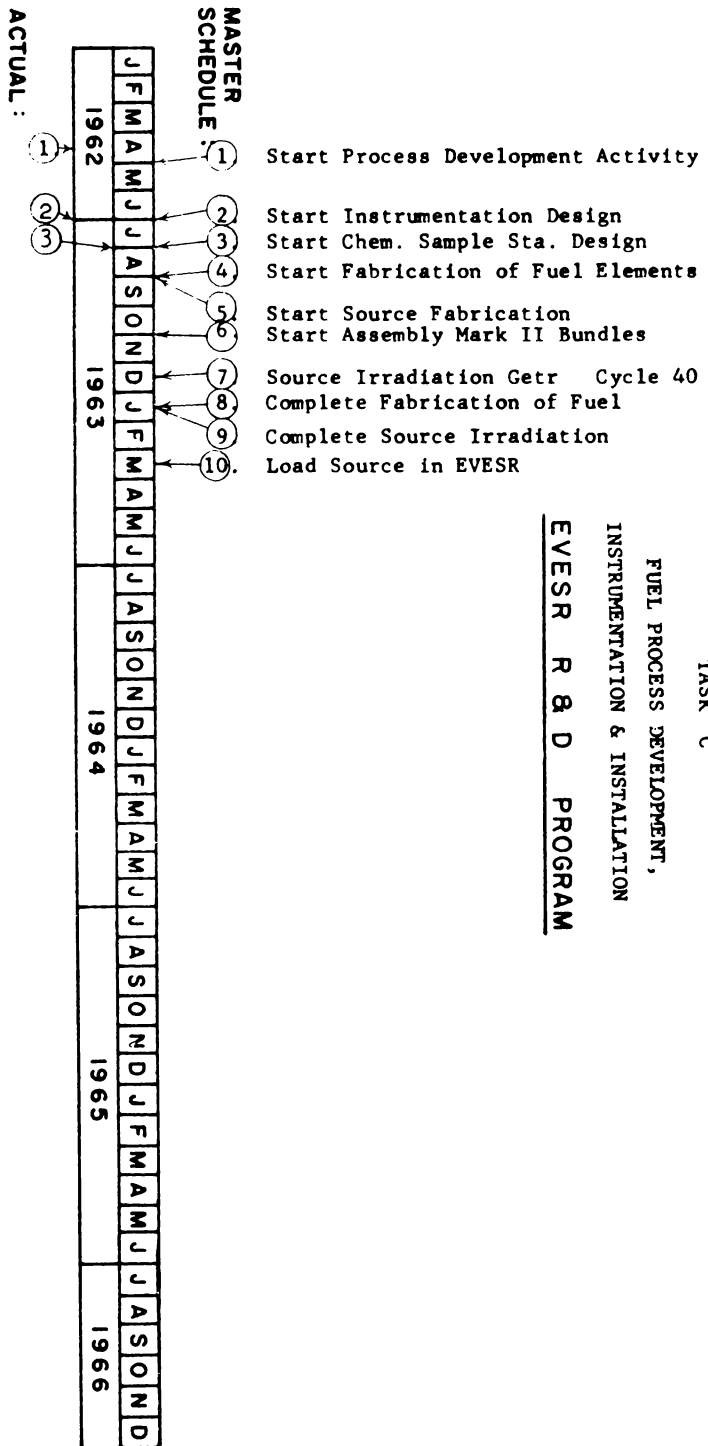 TASK C
FUEL PROCESS DEVELOPMENT,
INSTRUMENTATION & INSTALLATION
EVESR R & D PROGRAM
MASTER
SCHEDULE:
1. Start Process Development Activity
2. Start Instrumentation Design
3. Start Chem. Sample Sta. Design
4. Start Fabrication of Fuel Elements
5. Start Source Fabrication
6. Start Assembly Mark II Bundles
7. Source Irradiation Getr Cycle 40
8. Complete Fabrication of Fuel
9. Complete Source Irradiation
10. Load Source in EVESR
J F M A M J J A S O N D J F M A M J J A S O N D J F M A M J J A S O N D J F M A M J J A S O N D
1962 1963 1964 1965 1966
ACTUAL:
1 2 3